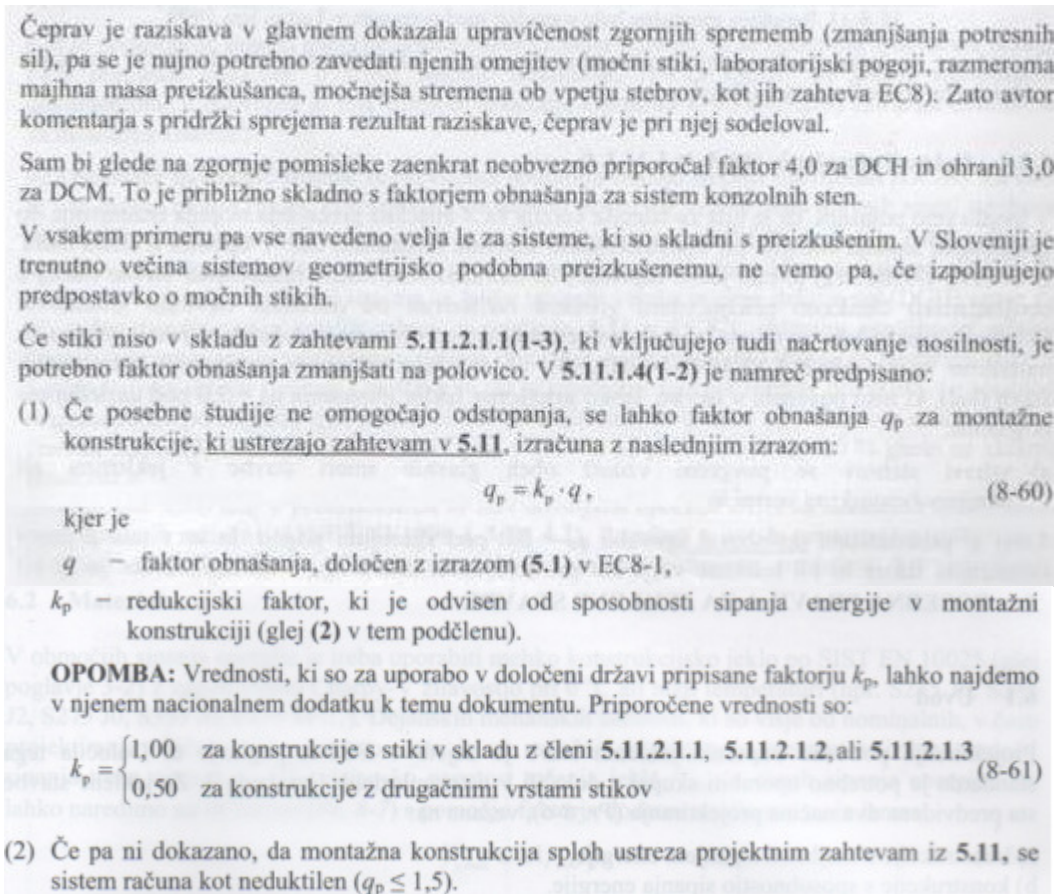 Čeprav je raziskava v glavnem dokazala upravičenost zgornjih sprememb (zmanjšanja potresnih
sil), pa se je nujno potrebno zavedati njenih omejitev (močni stiki, laboratorijski pogoji, razmeroma
majhna masa preizkušanca, močnejša stremena ob vpetju stebrov, kot jih zahteva EC8). Zato avtor
komentarja s pridržki sprejema rezultat raziskave, čeprav je pri njej sodeloval.
Sam bi glede na zgornje pomisleke zaenkrat neobvezno priporočal faktor 4,0 za DCH in ohranil 3,0
za DCM. To je približno skladno s faktorjem obnašanja za sistem konzolnih sten.
V vsakem primeru pa vse navedeno velja le za sisteme, ki so skladni s preizkušenim. V Sloveniji je
trenutno večina sistemov geometrijsko podobna preizkušenemu, ne vemo pa, če izpolnjujejo
predpostavko o močnih stikih.
Če stiki niso v skladu z zahtevami 5.11.2.1.1(1-3), ki vključujejo tudi načrtovanje nosilnosti, je
potrebno faktor obnašanja zmanjšati na polovico. V 5.11.1.4(1-2) je namreč predpisano:
(1) Če posebne študije ne omogočajo odstopanja, se lahko faktor obnašanja qₚ za montažne
konstrukcije, ki ustrezajo zahtevam v 5.11, izračuna z naslednjim izrazom:
qₚ = kₚ · q , (8-60)
kjer je
q – faktor obnašanja, določen z izrazom (5.1) v EC8-1,
kₚ – redukcijski faktor, ki je odvisen od sposobnosti sipanja energije v montažni
konstrukciji (glej (2) v tem podčlenu).
OPOMBA: Vrednosti, ki so za uporabo v določeni državi pripisane faktorju kₚ, lahko najdemo
v njenem nacionalnem dodatku k temu dokumentu. Priporočene vrednosti so:
kₚ = { 1,00 za konstrukcije s stiki v skladu z členi 5.11.2.1.1, 5.11.2.1.2, ali 5.11.2.1.3
0,50 za konstrukcije z drugačnimi vrstami stikov (8-61)
(2) Če pa ni dokazano, da montažna konstrukcija sploh ustreza projektnim zahtevam iz 5.11, se
sistem računa kot neduktilen (qₚ ≤ 1,5).